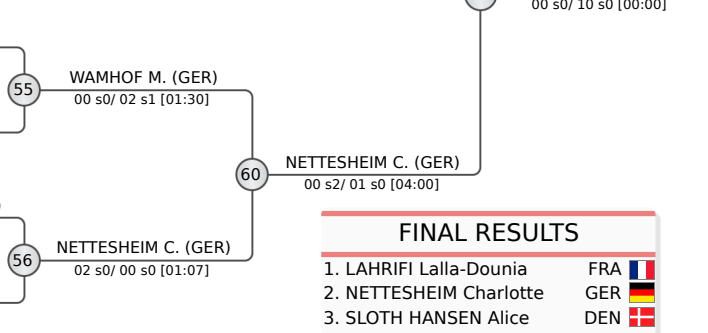 00 s0/ 10 s0 [00:00]
55
WAMHOF M. (GER)
00 s0/ 02 s1 [01:30]
60
NETTESHEIM C. (GER)
00 s2/ 01 s0 [04:00]
56
NETTESHEIM C. (GER)
02 s0/ 00 s0 [01:07]
FINAL RESULTS
1. LAHRIFI Lalla-Dounia FRA
2. NETTESHEIM Charlotte GER
3. SLOTH HANSEN Alice DEN